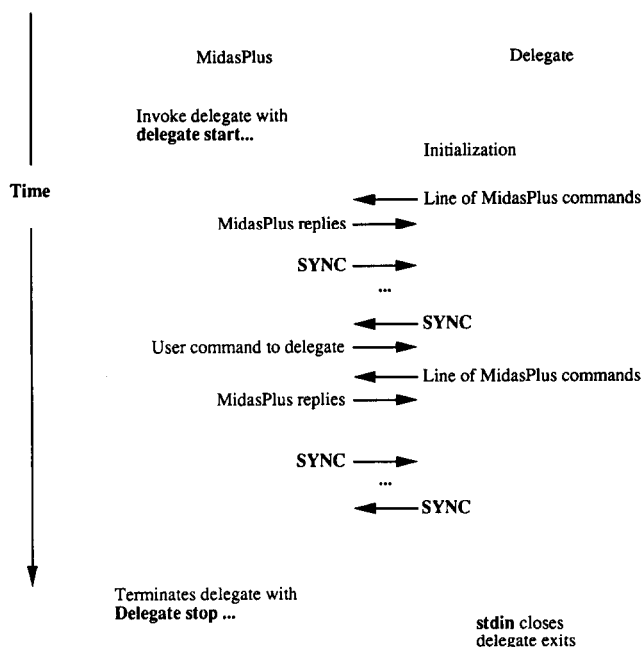 MidasPlus Delegate
Invoke delegate with
delegate start...
Initialization
Time
Line of MidasPlus commands
MidasPlus replies
SYNC
...
SYNC
User command to delegate
Line of MidasPlus commands
MidasPlus replies
SYNC
...
SYNC
Terminates delegate with
Delegate stop ...
stdin closes
delegate exits